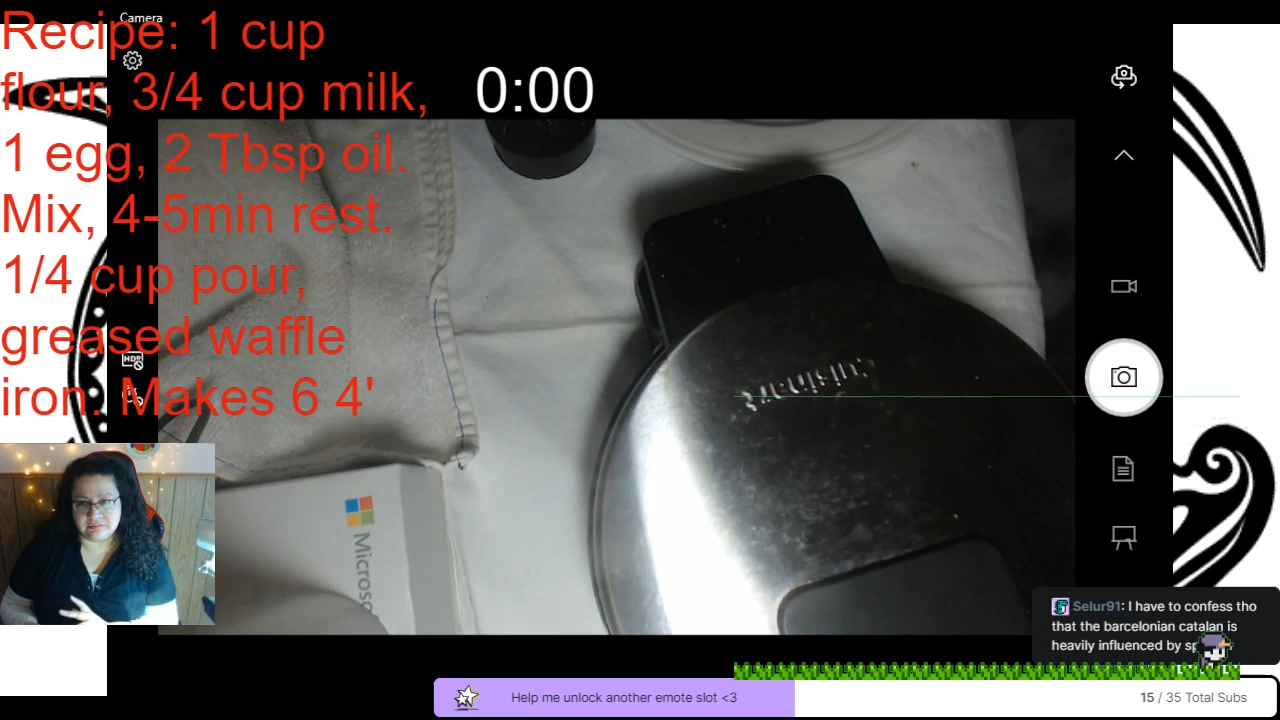 Camera
Recipe: 1 cup
flour, 3/4 cup milk,
1 egg, 2 Tbsp oil.
Mix, 4-5min rest.
1/4 cup pour,
greased waffle
iron. Makes 6 4'
0:00
Cuisinart
HDR
Microso
Selur91: I have to confess tho
that the barcelonian catalan is
heavily influenced by sp
Help me unlock another emote slot <3
15 / 35 Total Subs